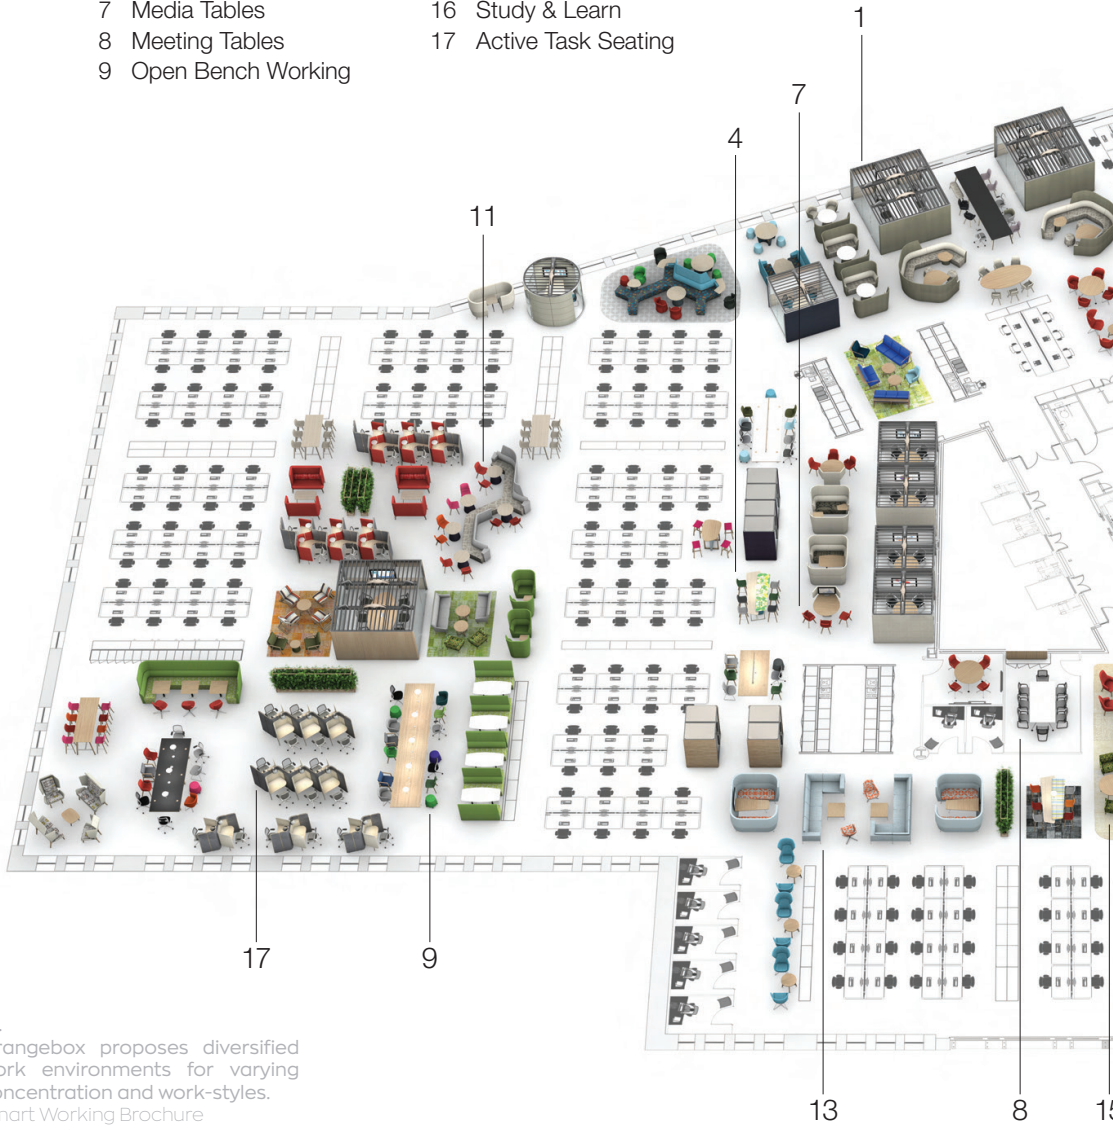 7 Media Tables
8 Meeting Tables
9 Open Bench Working
16 Study & Learn
17 Active Task Seating
1
7
4
11
17
9
13
8
15
rangebox proposes diversified
ork environments for varying
oncentration and work-styles.
mart Working Brochure